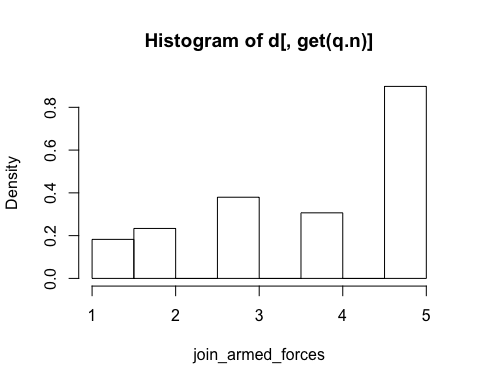 Histogram of d[, get(q.n)]
Density
0.0 0.2 0.4 0.6 0.8
1 2 3 4 5
join_armed_forces